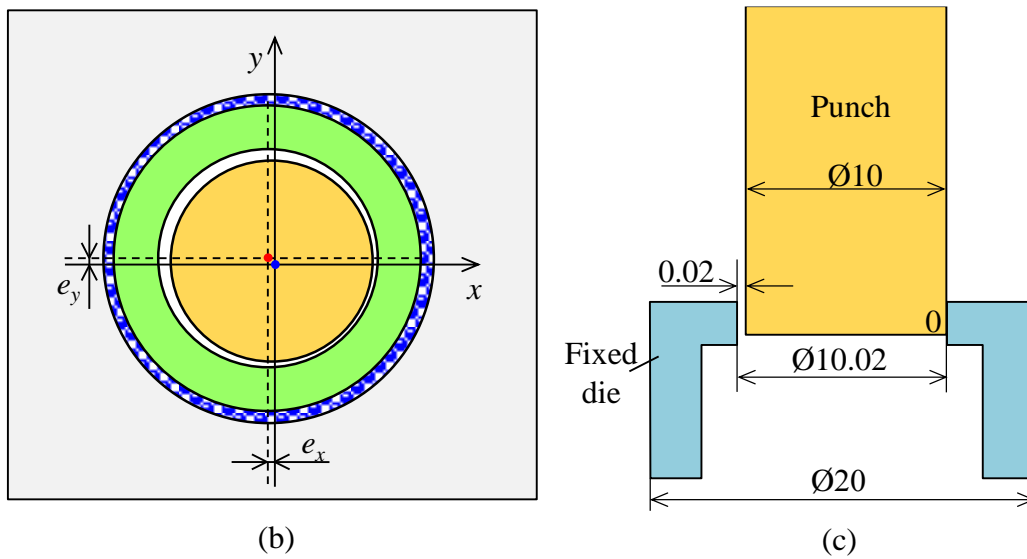 y
x
e_y
e_x
(b)
Punch
Ø10
0.02
0
Fixed
die
Ø10.02
Ø20
(c)